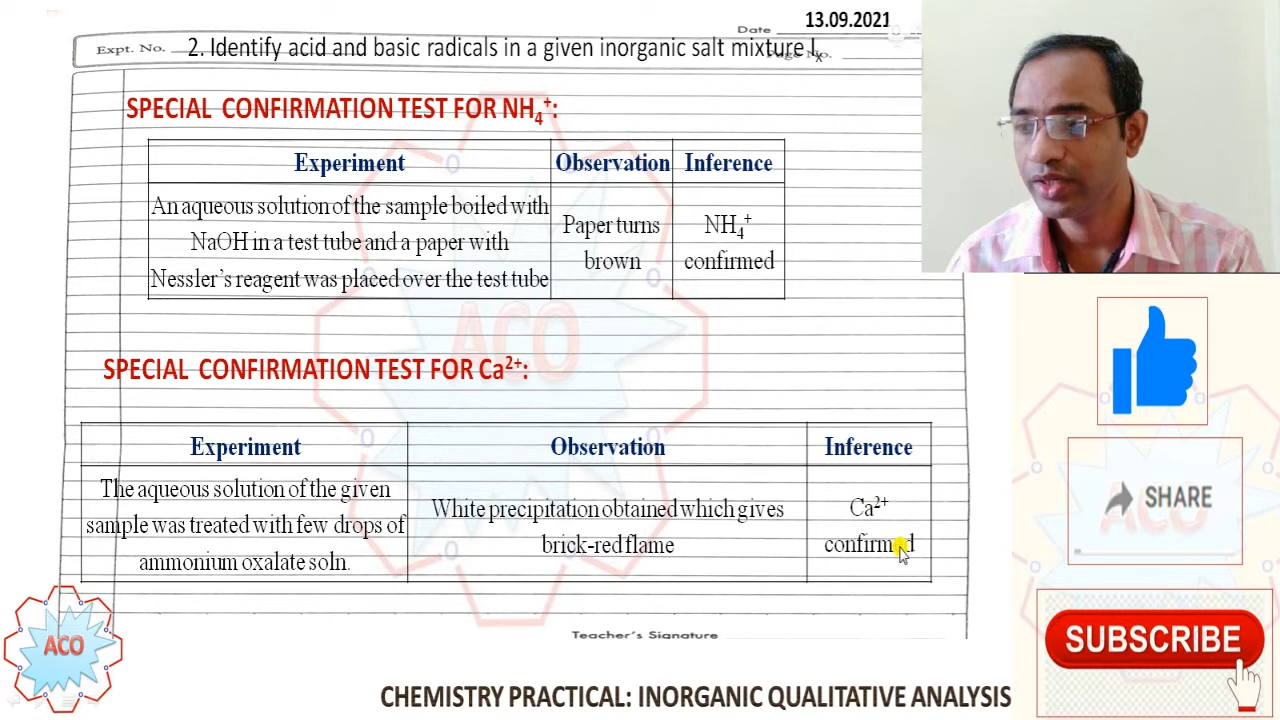 13.09.2021
Date
Expt. No. 2. Identify acid and basic radicals in a given inorganic salt mixture Iₓ
Page No.
SPECIAL CONFIRMATION TEST FOR NH₄⁺:
Experiment Observation Inference
An aqueous solution of the sample boiled with
NaOH in a test tube and a paper with
Nessler's reagent was placed over the test tube
Paper turns
brown
NH₄⁺
confirmed
ACO
SPECIAL CONFIRMATION TEST FOR Ca²⁺:
Experiment Observation Inference
The aqueous solution of the given
sample was treated with few drops of
ammonium oxalate soln.
White precipitation obtained which gives
brick-red flame
Ca²⁺
confirmed
Teacher's Signature
ACO
CHEMISTRY PRACTICAL: INORGANIC QUALITATIVE ANALYSIS
SHARE
ACO
SUBSCRIBE